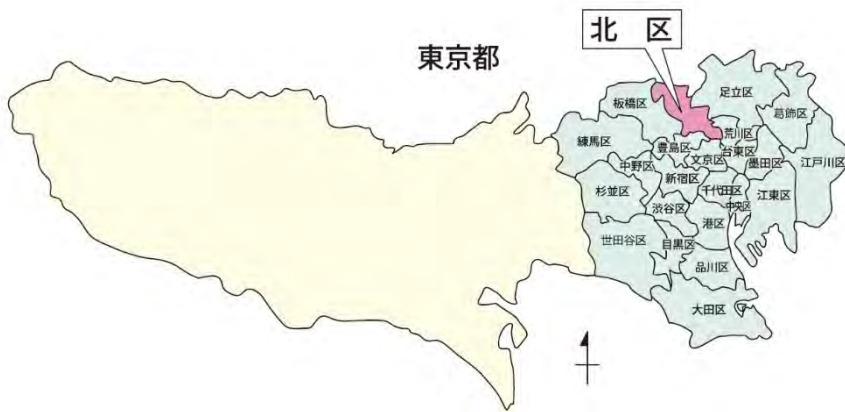 北区
東京都
足立区
板橋区
葛飾区
荒川区
練馬区
豊島区
台東区
文京区
墨田区
江戸川区
中野区
新宿区
千代田区
杉並区
中央区
江東区
渋谷区
港区
世田谷区
目黒区
品川区
大田区